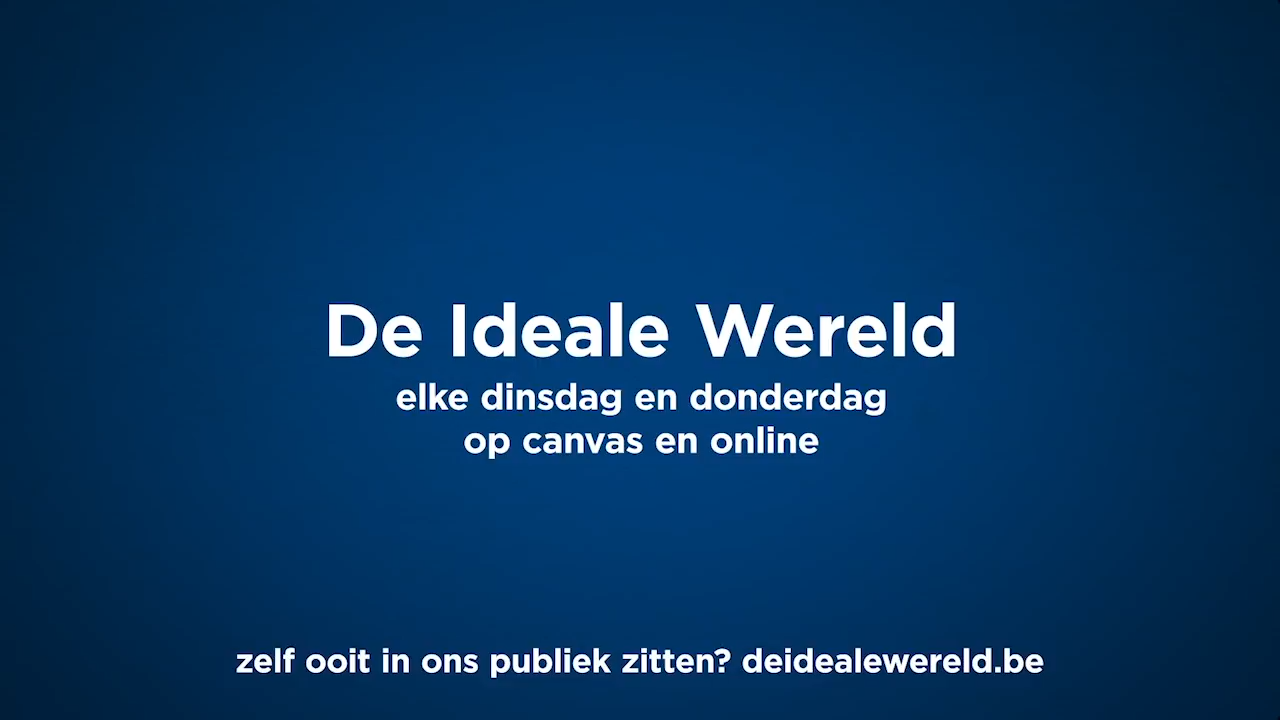 De Ideale Wereld
elke dinsdag en donderdag
op canvas en online
zelf ooit in ons publiek zitten? deidealewereld.be